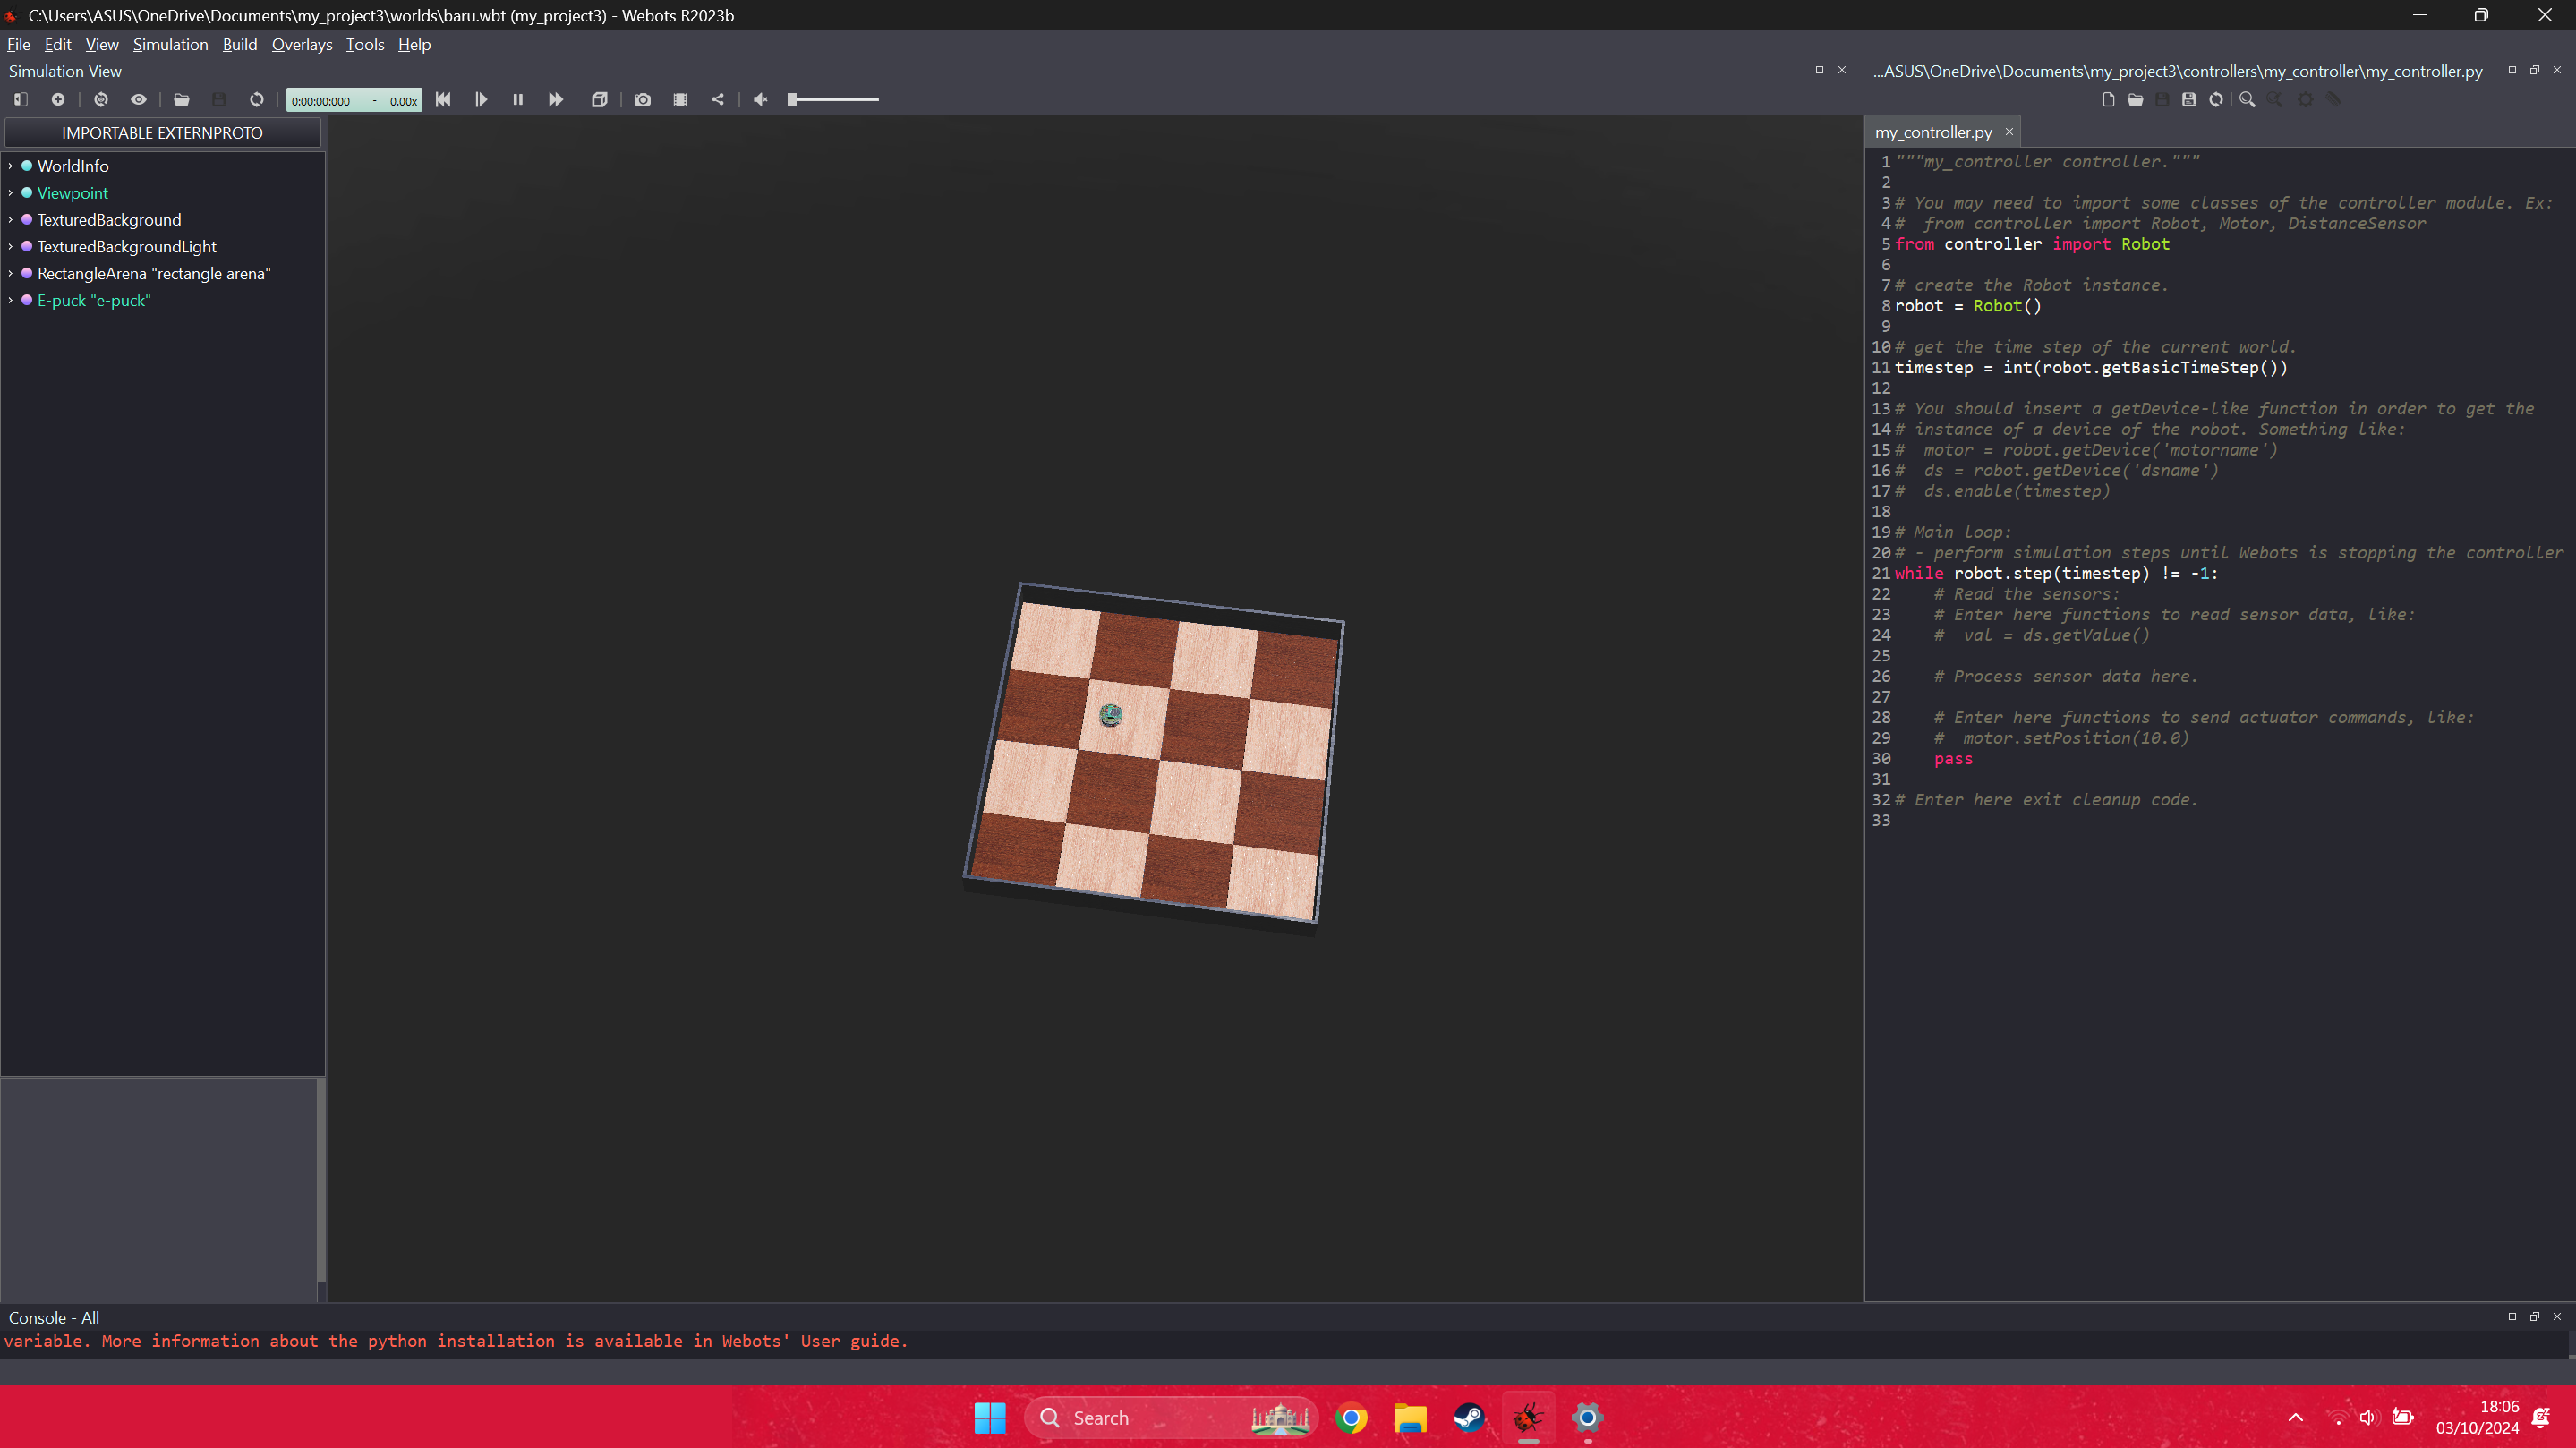 C:\Users\ASUS\OneDrive\Documents\my_project3\worlds\baru.wbt (my_project3) - Webots R2023b
File Edit View Simulation Build Overlays Tools Help
Simulation View
...ASUS\OneDrive\Documents\my_project3\controllers\my_controller\my_controller.py
0:00:00:000 - 0.00x
IMPORTABLE EXTERNPROTO
WorldInfo
Viewpoint
TexturedBackground
TexturedBackgroundLight
RectangleArena "rectangle arena"
E-puck "e-puck"
my_controller.py
1 """my_controller controller."""
2
3 # You may need to import some classes of the controller module. Ex:
4 #  from controller import Robot, Motor, DistanceSensor
5 from controller import Robot
6
7 # create the Robot instance.
8 robot = Robot()
9
10 # get the time step of the current world.
11 timestep = int(robot.getBasicTimeStep())
12
13 # You should insert a getDevice-like function in order to get the
14 # instance of a device of the robot. Something like:
15 #  motor = robot.getDevice('motorname')
16 #  ds = robot.getDevice('dsname')
17 #  ds.enable(timestep)
18
19 # Main loop:
20 # - perform simulation steps until Webots is stopping the controller
21 while robot.step(timestep) != -1:
22     # Read the sensors:
23     # Enter here functions to read sensor data, like:
24     #  val = ds.getValue()
25
26     # Process sensor data here.
27
28     # Enter here functions to send actuator commands, like:
29     #  motor.setPosition(10.0)
30     pass
31
32 # Enter here exit cleanup code.
33
Console - All
variable. More information about the python installation is available in Webots' User guide.
Search
18:06
03/10/2024